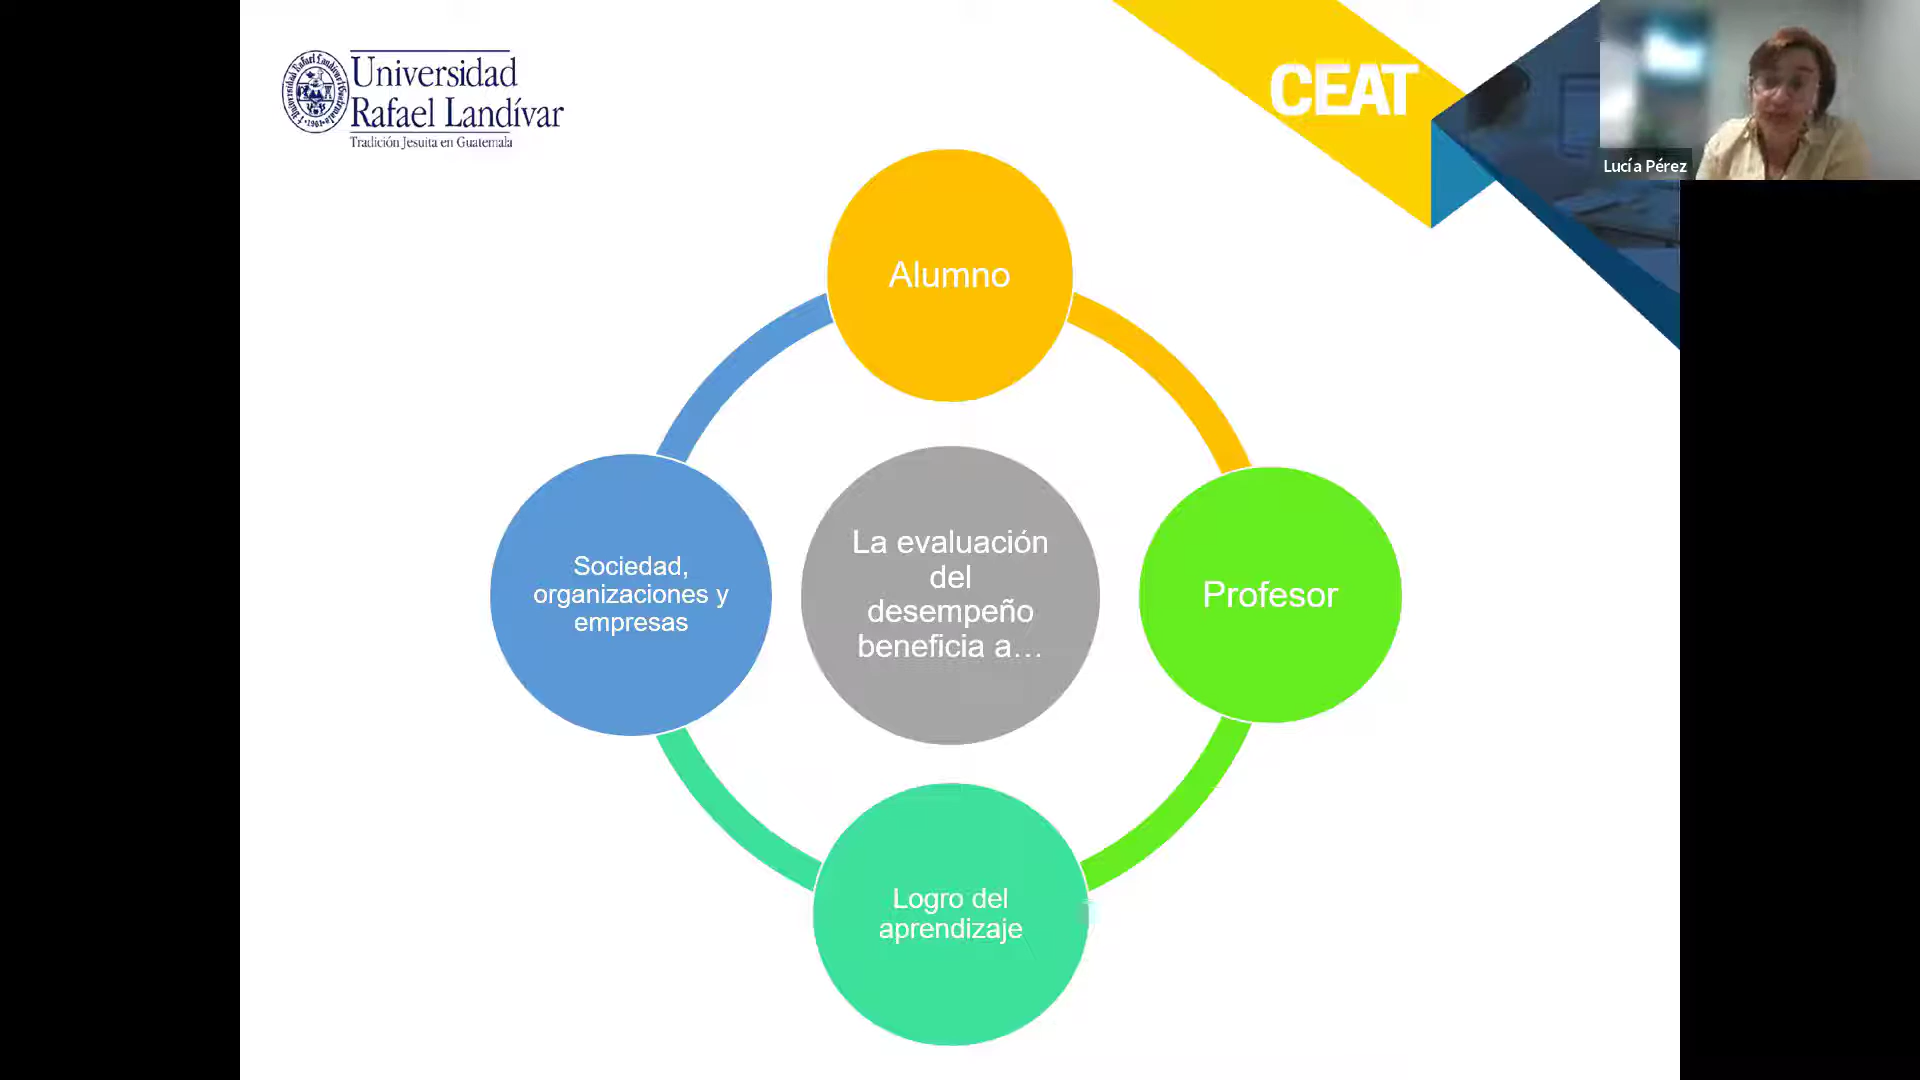 Universidad
Rafael Landívar
Tradición Jesuita en Guatemala
CEAT
Lucía Pérez
Alumno
La evaluación
del
desempeño
beneficia a...
Sociedad,
organizaciones y
empresas
Profesor
Logro del
aprendizaje